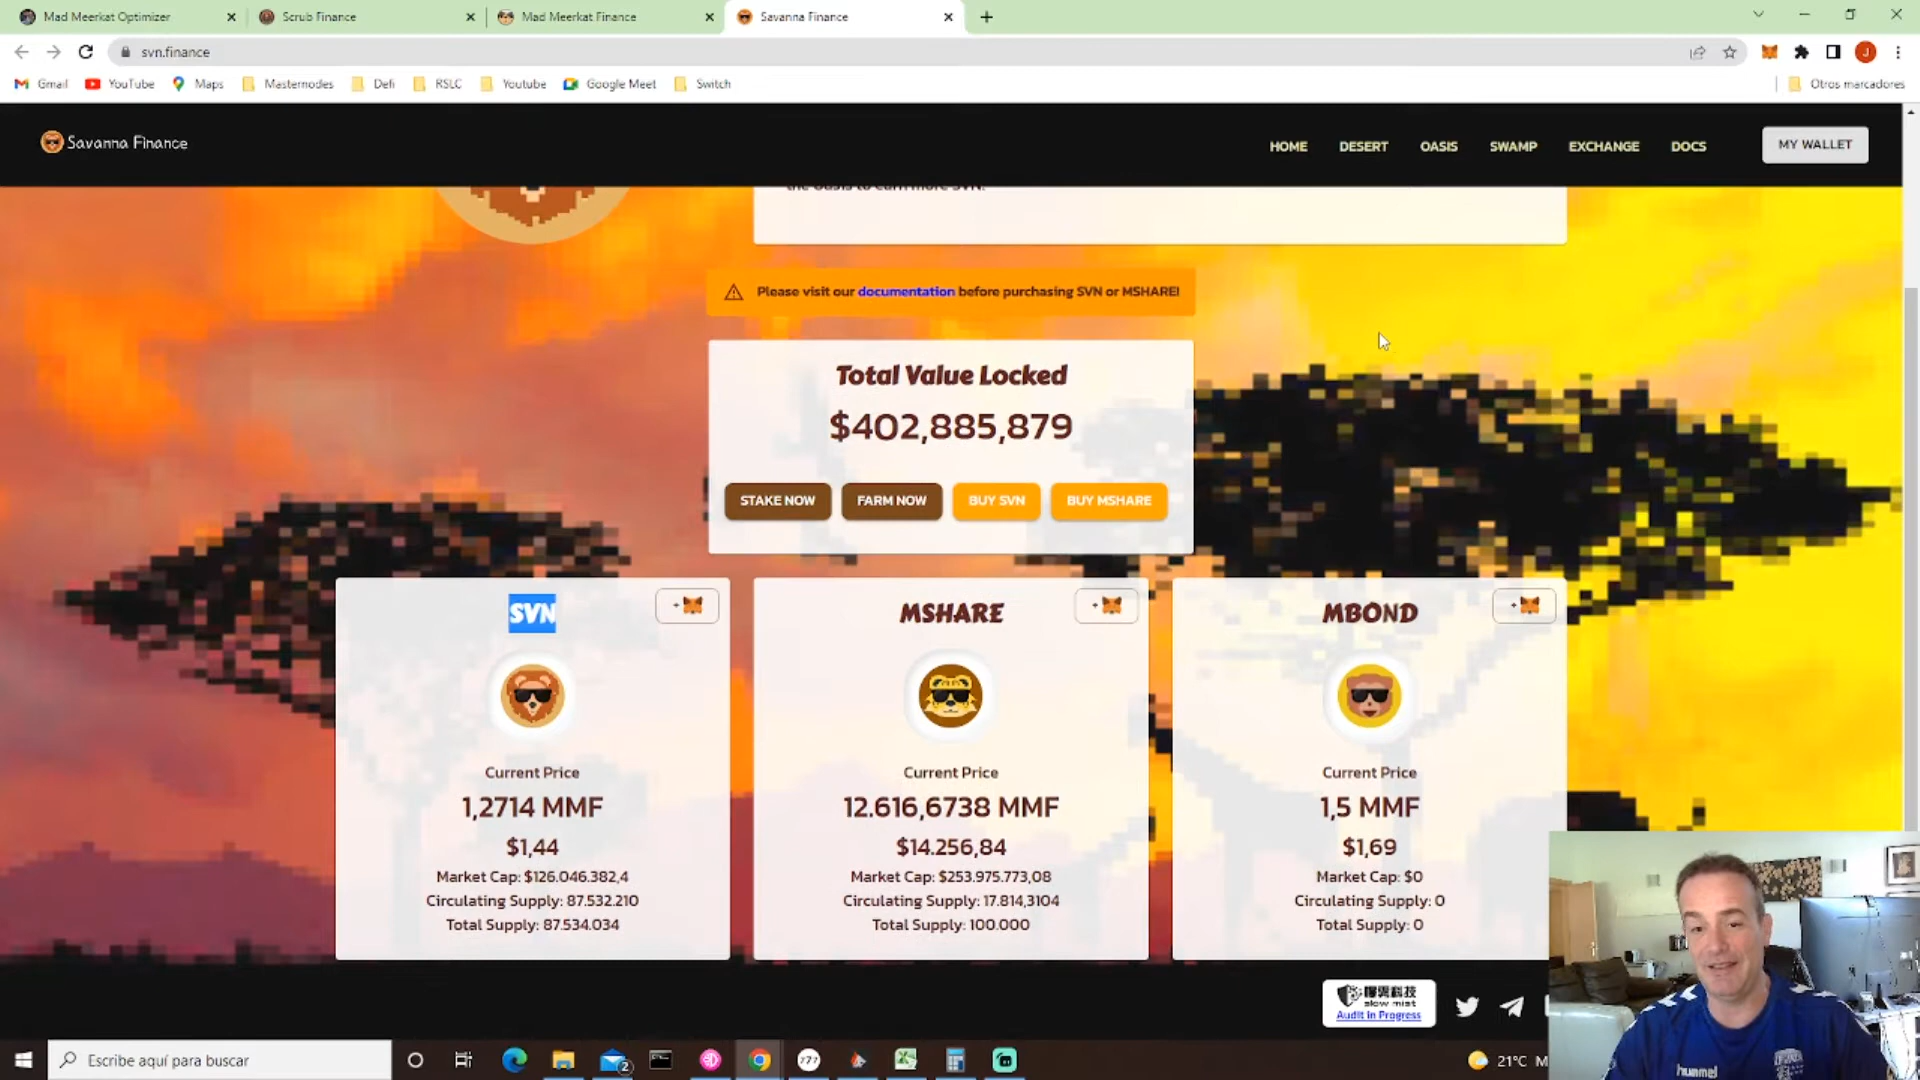 Mad Meerkat Optimizer
Scrub Finance
Mad Meerkat Finance
Savanna Finance
svn.finance
J
Gmail
YouTube
Maps
Masternodes
Defi
RSLC
Youtube
Google Meet
Switch
Otros marcadores
Savanna Finance
HOME
DESERT
OASIS
SWAMP
EXCHANGE
DOCS
MY WALLET
the Oasis to earn more SVN.
Please visit our documentation before purchasing SVN or MSHARE!
Total Value Locked
$402,885,879
STAKE NOW
FARM NOW
BUY SVN
BUY MSHARE
SVN
Current Price
1,2714 MMF
$1,44
Market Cap: $126.046.382,4
Circulating Supply: 87.532.210
Total Supply: 87.534.034
MSHARE
Current Price
12.616,6738 MMF
$14.256,84
Market Cap: $253.975.773,08
Circulating Supply: 17.814,3104
Total Supply: 100.000
MBOND
Current Price
1,5 MMF
$1,69
Market Cap: $0
Circulating Supply: 0
Total Supply: 0
slow mist
Audit in Progress
Escribe aquí para buscar
2
777
21°C M
hummel